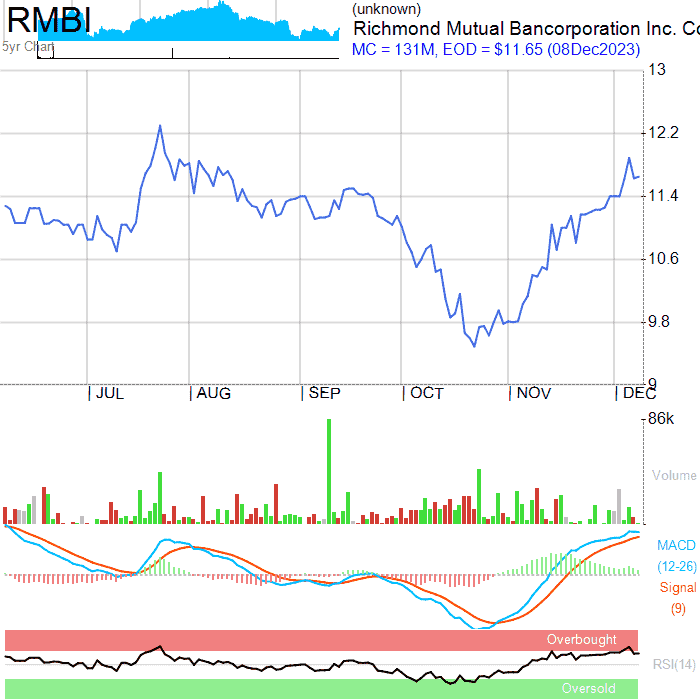 RMBI
5yr Chart
(unknown)
Richmond Mutual Bancorporation Inc. Co
MC = 131M, EOD = $11.65 (08Dec2023)
13
12.2
11.4
10.6
9.8
9
JUL AUG SEP OCT NOV DEC
86k
Volume
MACD
(12-26)
Signal
(9)
Overbought
RSI(14)
Oversold